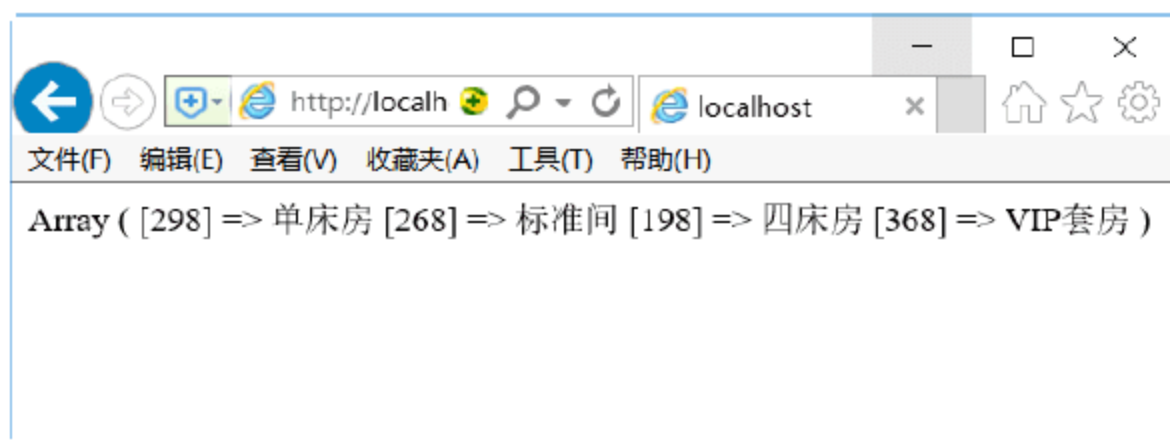 http://localh
localhost
文件(F) 编辑(E) 查看(V) 收藏夹(A) 工具(T) 帮助(H)
Array ( [298] => 单床房 [268] => 标准间 [198] => 四床房 [368] => VIP套房 )